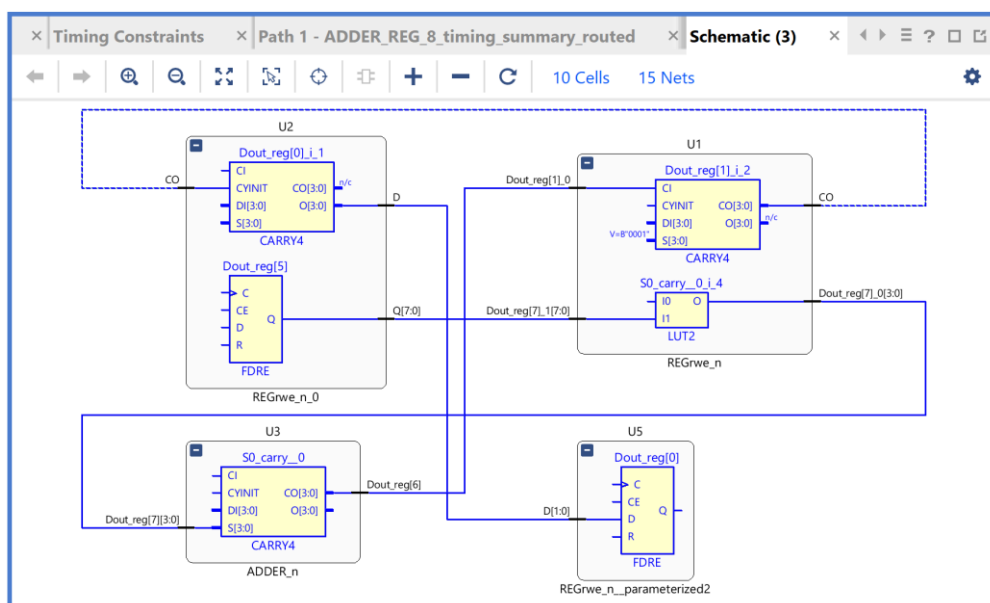 Timing Constraints
Path 1 - ADDER_REG_8_timing_summary_routed
Schematic (3)
10 Cells
15 Nets
U2
Dout_reg[0]_i_1
CI
CO
CYINIT
CO[3:0]
n/c
DI[3:0]
O[3:0]
D
S[3:0]
CARRY4
Dout_reg[5]
C
CE
D
Q
R
Q[7:0]
FDRE
REGrwe_n_0
U1
Dout_reg[1]_i_2
Dout_reg[1]_0
CI
CYINIT
CO[3:0]
CO
DI[3:0]
O[3:0]
n/c
V=B"0001"
S[3:0]
CARRY4
S0_carry__0_i_4
I0
O
Dout_reg[7]_0[3:0]
Dout_reg[7]_1[7:0]
I1
LUT2
REGrwe_n
U3
S0_carry__0
CI
CYINIT
CO[3:0]
Dout_reg[6]
DI[3:0]
O[3:0]
Dout_reg[7][3:0]
S[3:0]
CARRY4
ADDER_n
U5
Dout_reg[0]
C
CE
D[1:0]
D
Q
R
FDRE
REGrwe_n__parameterized2